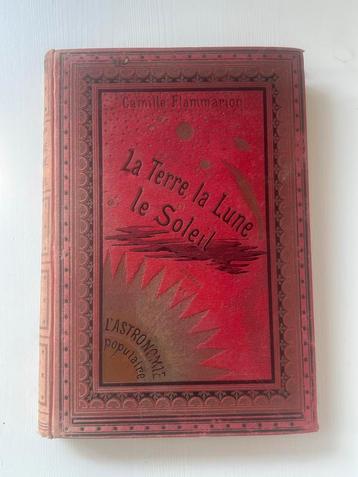 Camille Flammarion
La Terre, la Lune
le Soleil
L'ASTRONOMIE
populaire